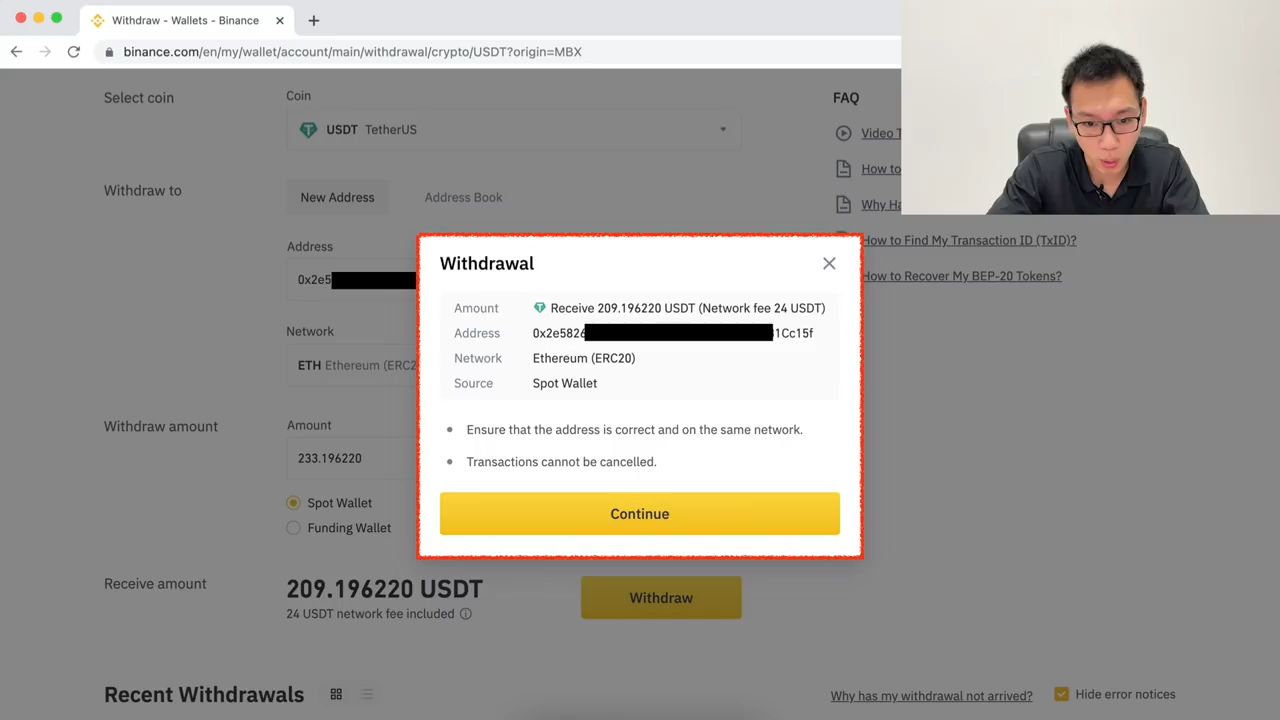 Withdraw - Wallets - Binance
binance.com/en/my/wallet/account/main/withdrawal/crypto/USDT?origin=MBX
Select coin
Coin
USDT TetherUS
Withdraw to
New Address
Address Book
Address
0x2e5
Network
ETH Ethereum (ERC2
Withdraw amount
Amount
233.196220
Spot Wallet
Funding Wallet
Receive amount
209.196220 USDT
24 USDT network fee included
Withdraw
FAQ
Video T
How to
Why Ha
How to Find My Transaction ID (TxID)?
How to Recover My BEP-20 Tokens?
Withdrawal
Amount Receive 209.196220 USDT (Network fee 24 USDT)
Address 0x2e5826 1Cc15f
Network Ethereum (ERC20)
Source Spot Wallet
Ensure that the address is correct and on the same network.
Transactions cannot be cancelled.
Continue
Recent Withdrawals
Why has my withdrawal not arrived?
Hide error notices